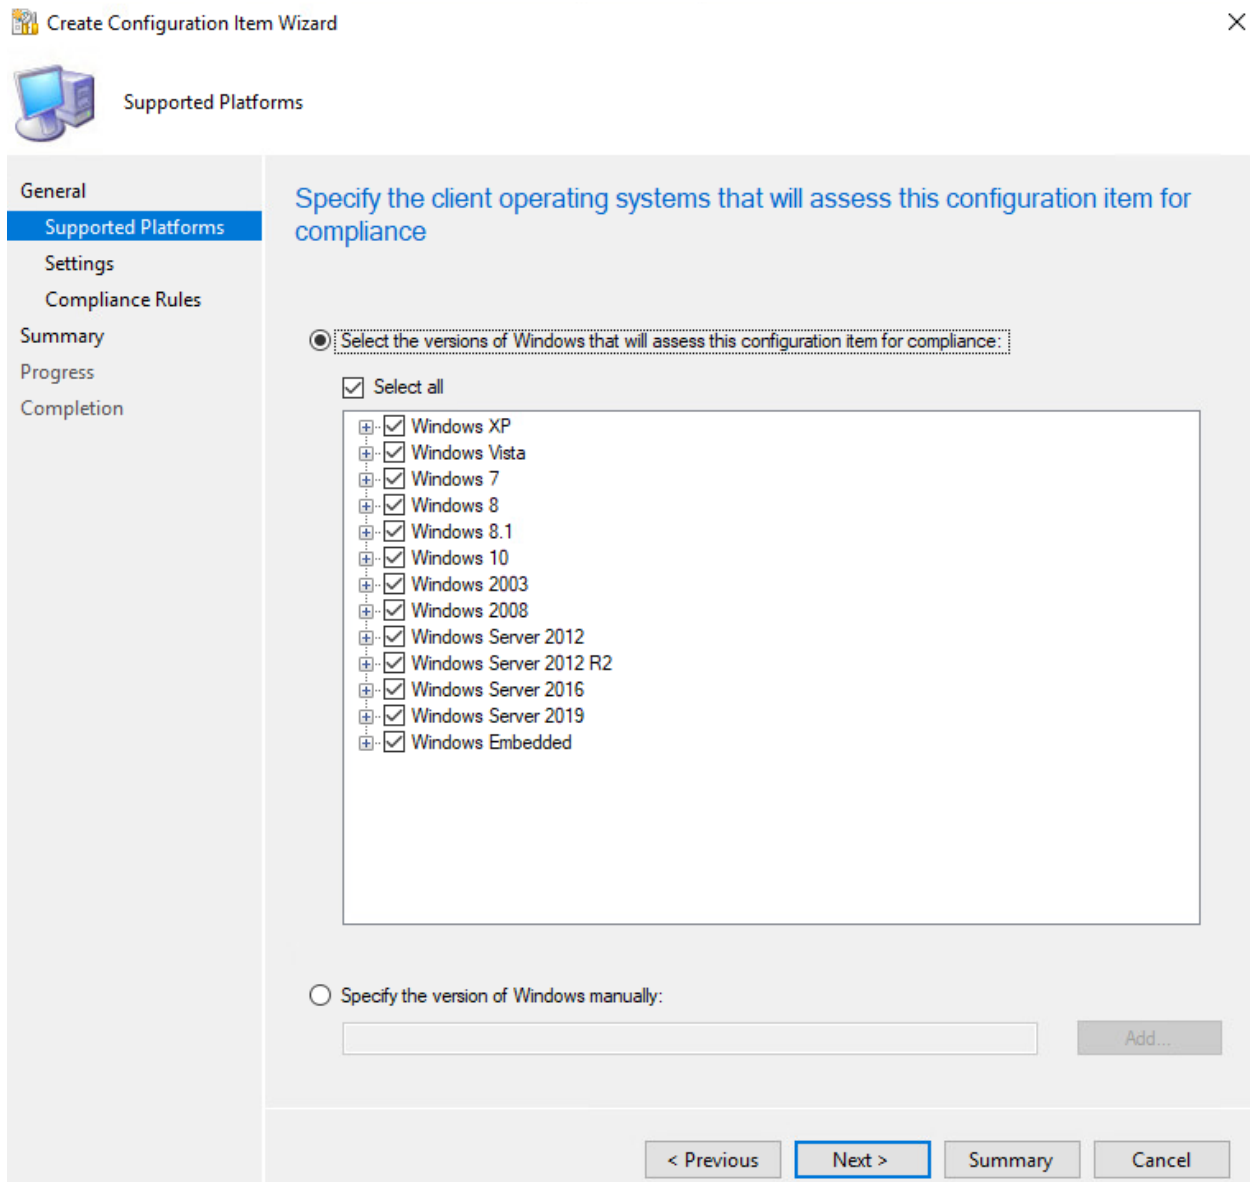 Create Configuration Item Wizard
Supported Platforms
General
Supported Platforms
Settings
Compliance Rules
Summary
Progress
Completion
Specify the client operating systems that will assess this configuration item for
compliance
Select the versions of Windows that will assess this configuration item for compliance:
Select all
Windows XP
Windows Vista
Windows 7
Windows 8
Windows 8.1
Windows 10
Windows 2003
Windows 2008
Windows Server 2012
Windows Server 2012 R2
Windows Server 2016
Windows Server 2019
Windows Embedded
Specify the version of Windows manually:
Add...
< Previous
Next >
Summary
Cancel